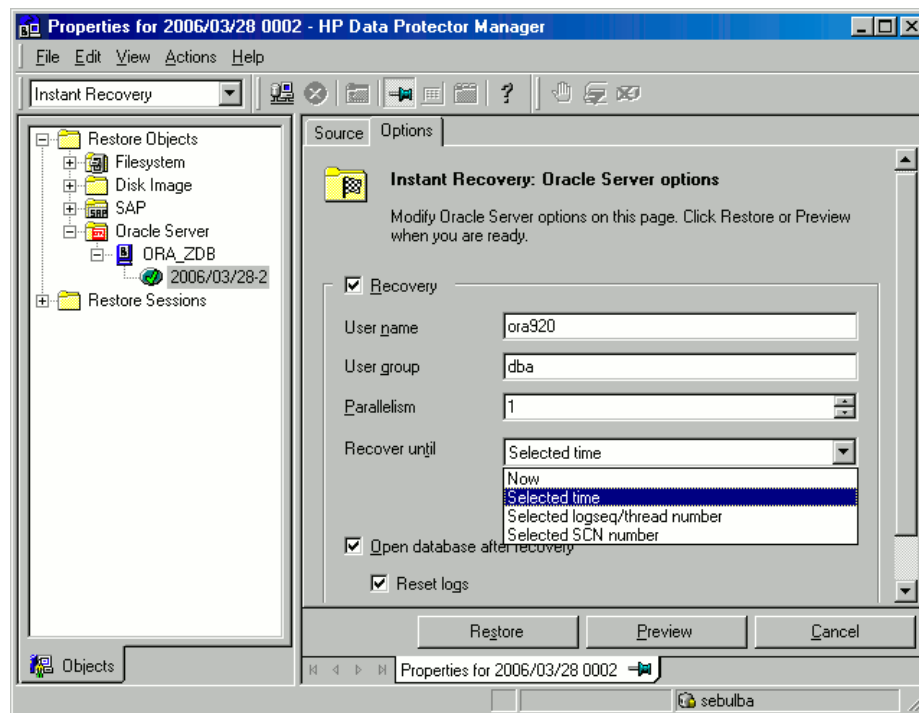 Properties for 2006/03/28 0002 - HP Data Protector Manager
File Edit View Actions Help
Instant Recovery
?
Restore Objects
Filesystem
Disk Image
SAP
Oracle Server
ORA_ZDB
2006/03/28-2
Restore Sessions
Objects
Source Options
Instant Recovery: Oracle Server options
Modify Oracle Server options on this page. Click Restore or Preview
when you are ready.
Recovery
User name ora920
User group dba
Parallelism 1
Recover until Selected time
Now
Selected time
Selected logseq/thread number
Selected SCN number
Open database after recovery
Reset logs
Restore Preview Cancel
Properties for 2006/03/28 0002
sebulba